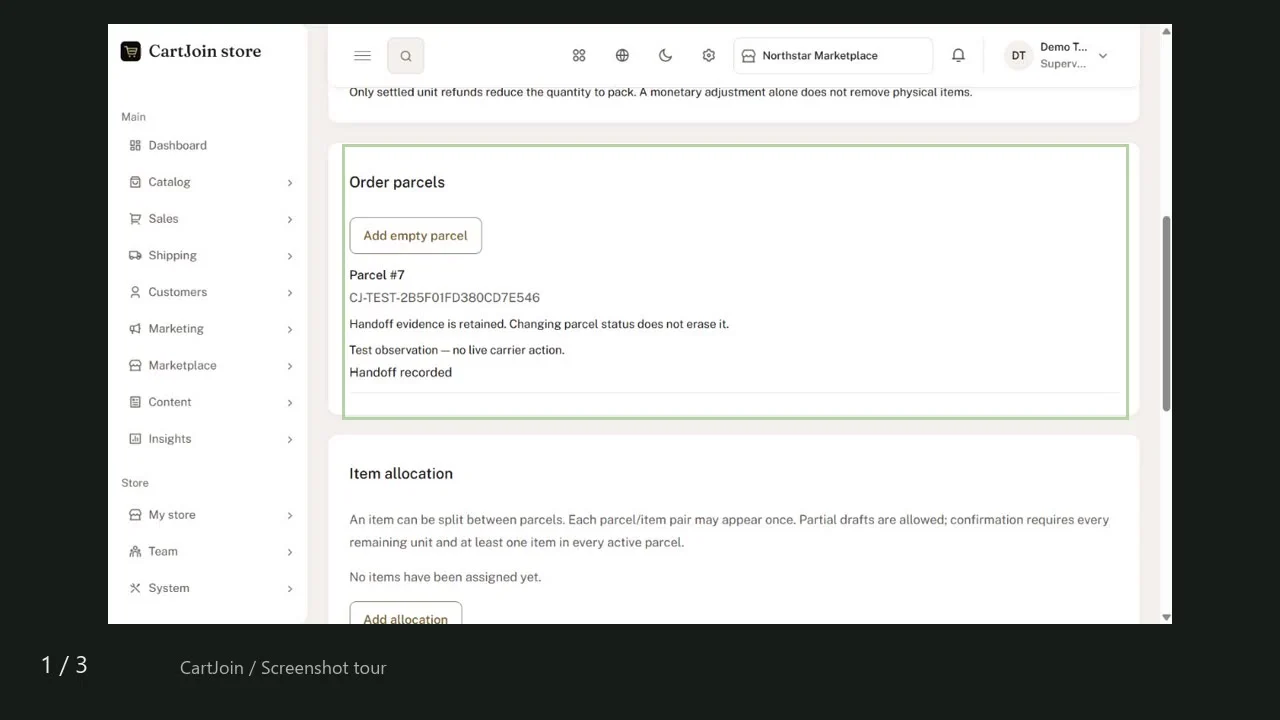 CartJoin store
Northstar Marketplace
DT
Demo T...
Superv...
Main
Dashboard
Catalog
Sales
Shipping
Customers
Marketing
Marketplace
Content
Insights
Store
My store
Team
System
Only settled unit refunds reduce the quantity to pack. A monetary adjustment alone does not remove physical items.
Order parcels
Add empty parcel
Parcel #7
CJ-TEST-2B5F01FD380CD7E546
Handoff evidence is retained. Changing parcel status does not erase it.
Test observation — no live carrier action.
Handoff recorded
Item allocation
An item can be split between parcels. Each parcel/item pair may appear once. Partial drafts are allowed; confirmation requires every
remaining unit and at least one item in every active parcel.
No items have been assigned yet.
Add allocation
1 / 3
CartJoin / Screenshot tour